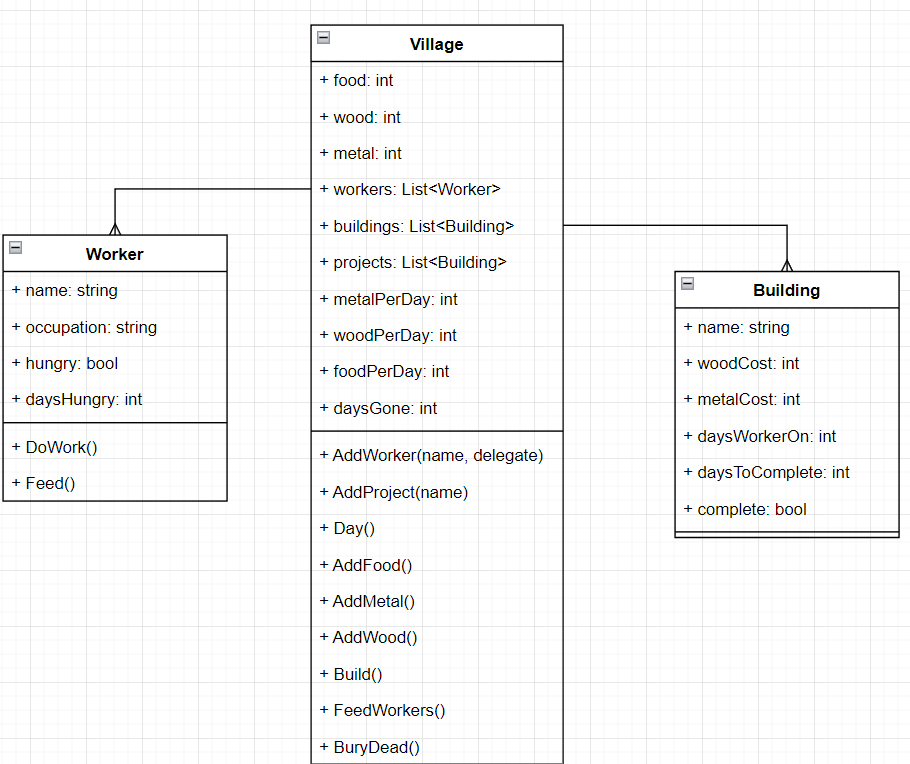 Village
+ food: int
+ wood: int
+ metal: int
+ workers: List<Worker>
+ buildings: List<Building>
+ projects: List<Building>
+ metalPerDay: int
+ woodPerDay: int
+ foodPerDay: int
+ daysGone: int
+ AddWorker(name, delegate)
+ AddProject(name)
+ Day()
+ AddFood()
+ AddMetal()
+ AddWood()
+ Build()
+ FeedWorkers()
+ BuryDead()
Worker
+ name: string
+ occupation: string
+ hungry: bool
+ daysHungry: int
+ DoWork()
+ Feed()
Building
+ name: string
+ woodCost: int
+ metalCost: int
+ daysWorkerOn: int
+ daysToComplete: int
+ complete: bool